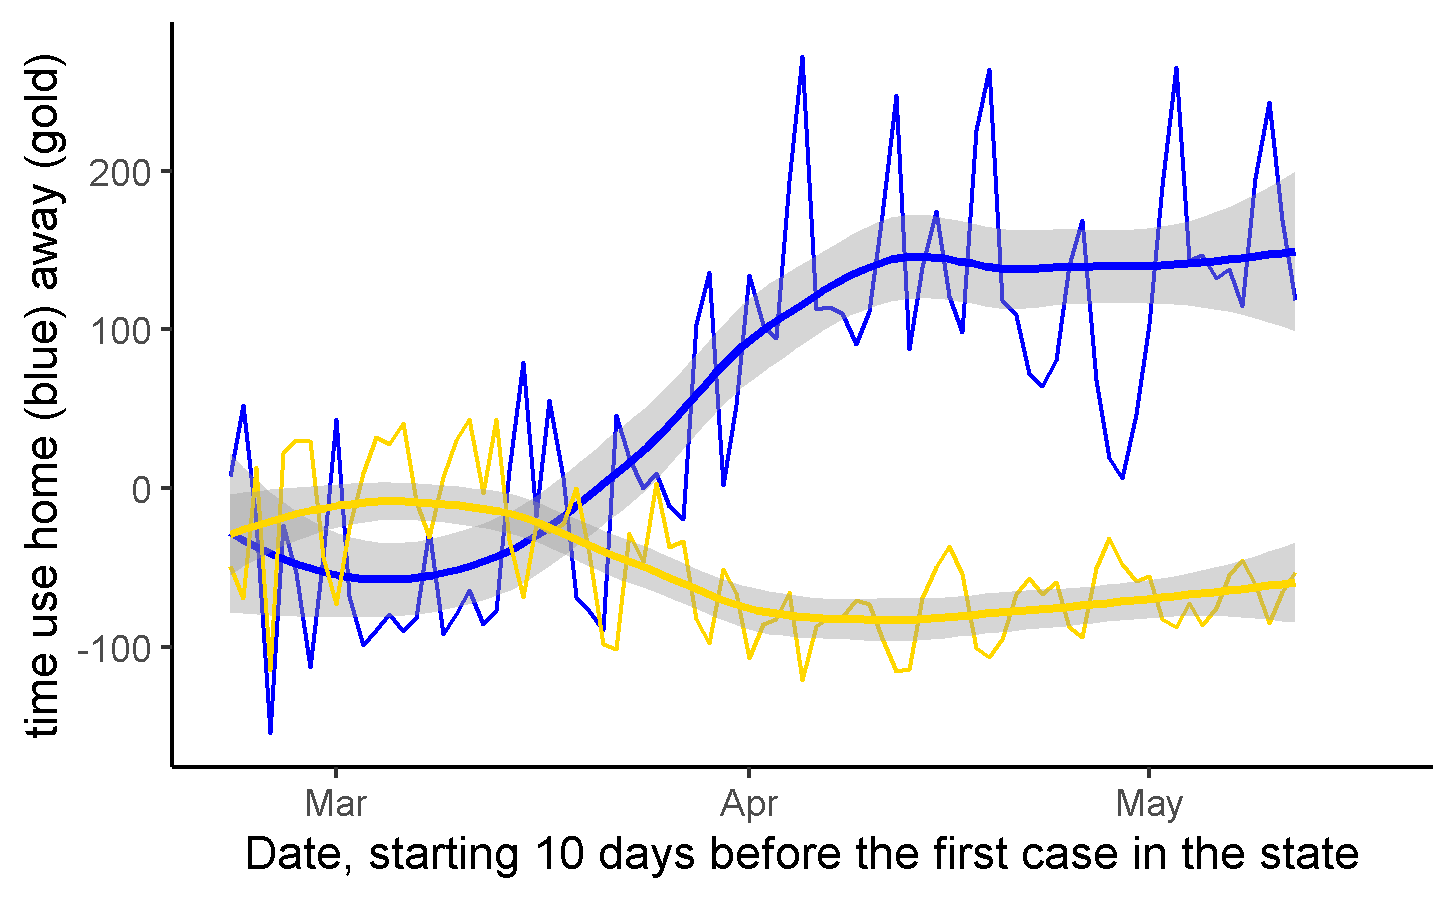 time use home (blue) away (gold)
200
100
0
-100
Mar
Apr
May
Date, starting 10 days before the first case in the state